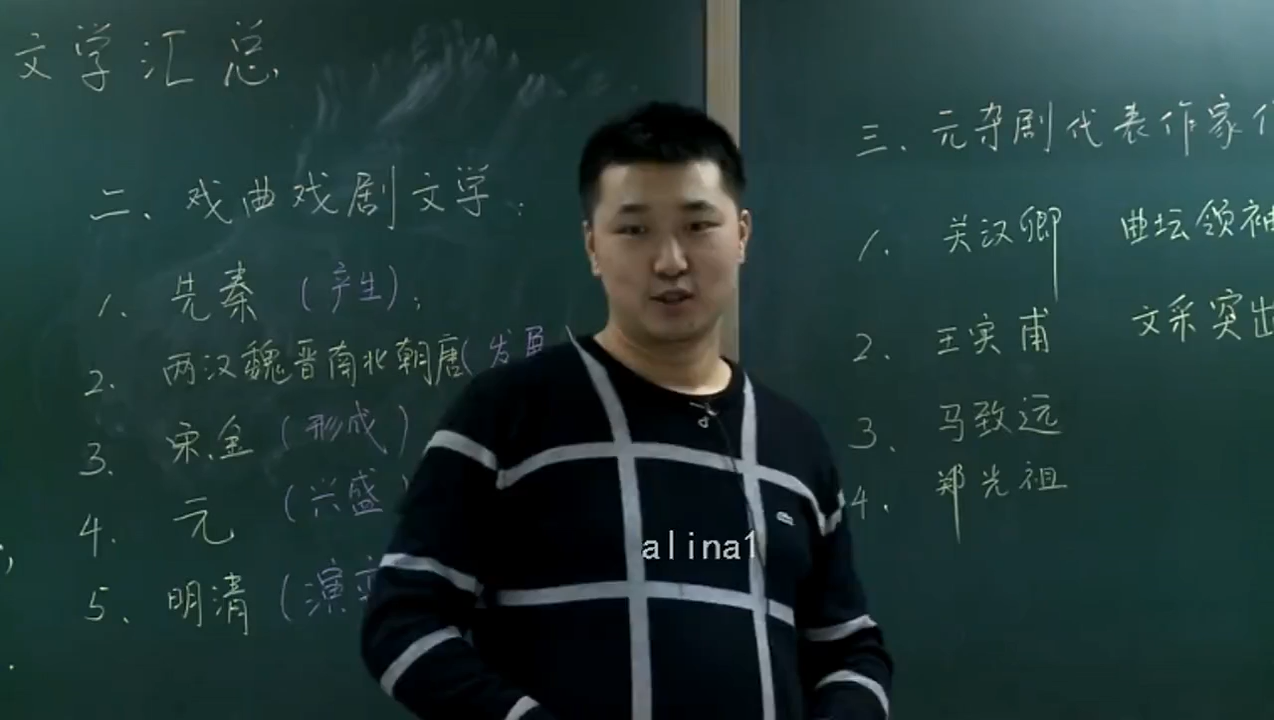 文学汇总
二、戏曲戏剧文学：
1、先秦（产生）；
2、两汉魏晋南北朝唐（发展
3、宋、金（形成）
4、元（兴盛
5、明清（演变
三、元杂剧代表作家
1、关汉卿 曲坛领袖
2、王实甫 文采突出
3、马致远
4、郑光祖
alina1